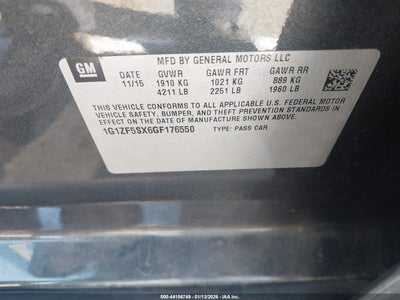 GM
MFD BY GENERAL MOTORS LLC
DATE GVWR GAWR FRT GAWR RR
11/15 1910 KG 1021 KG 889 KG
4211 LB 2251 LB 1960 LB
THIS VEHICLE CONFORMS TO ALL APPLICABLE U.S. FEDERAL MOTOR
VEHICLE SAFETY, BUMPER, AND THEFT PREVENTION STANDARDS
IN EFFECT ON THE DATE OF MANUFACTURE SHOWN ABOVE.
1G1ZF5SX6GF176550 TYPE: PASS CAR
000-44158749 - 01/13/2026 - IAA Inc.